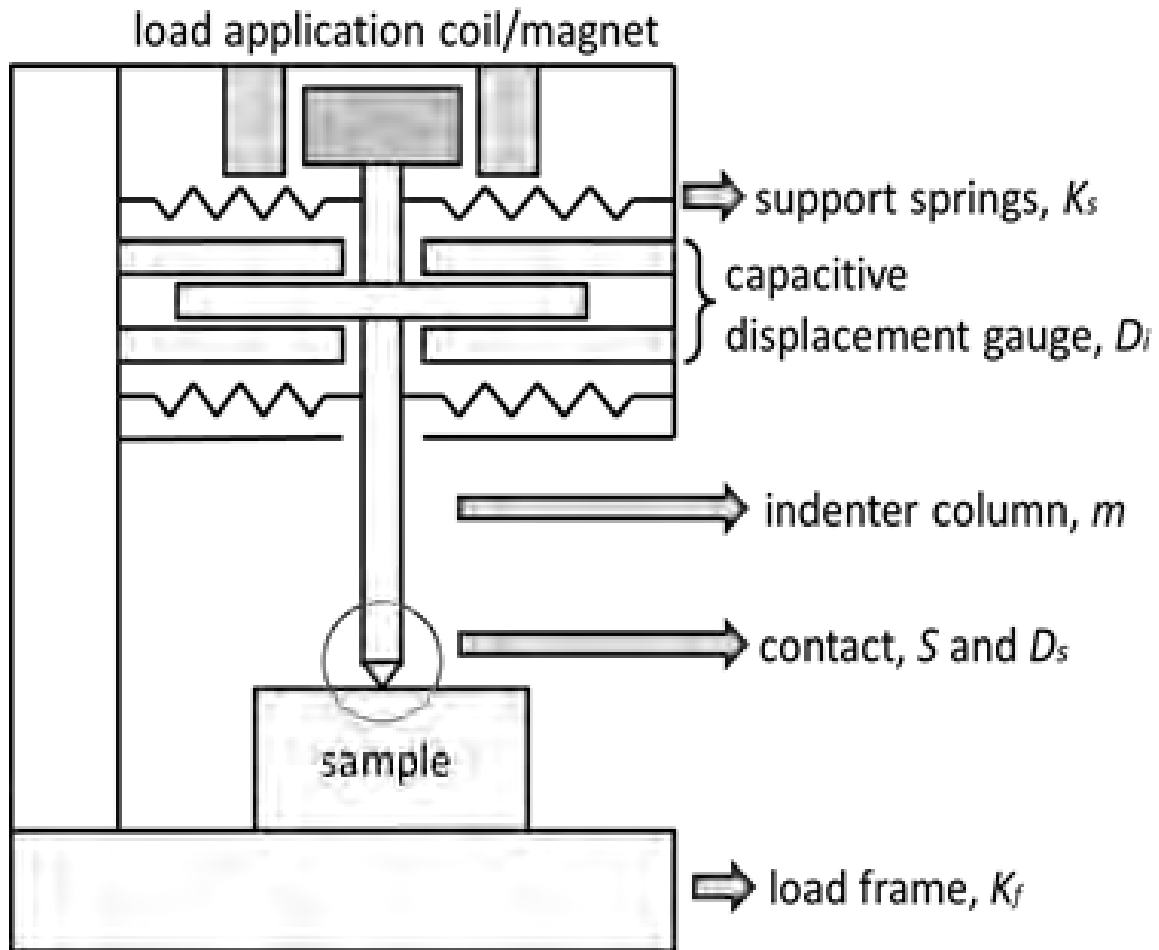 load application coil/magnet
support springs, Ks
capacitive
displacement gauge, Di
indenter column, m
contact, S and Ds
sample
load frame, Kf